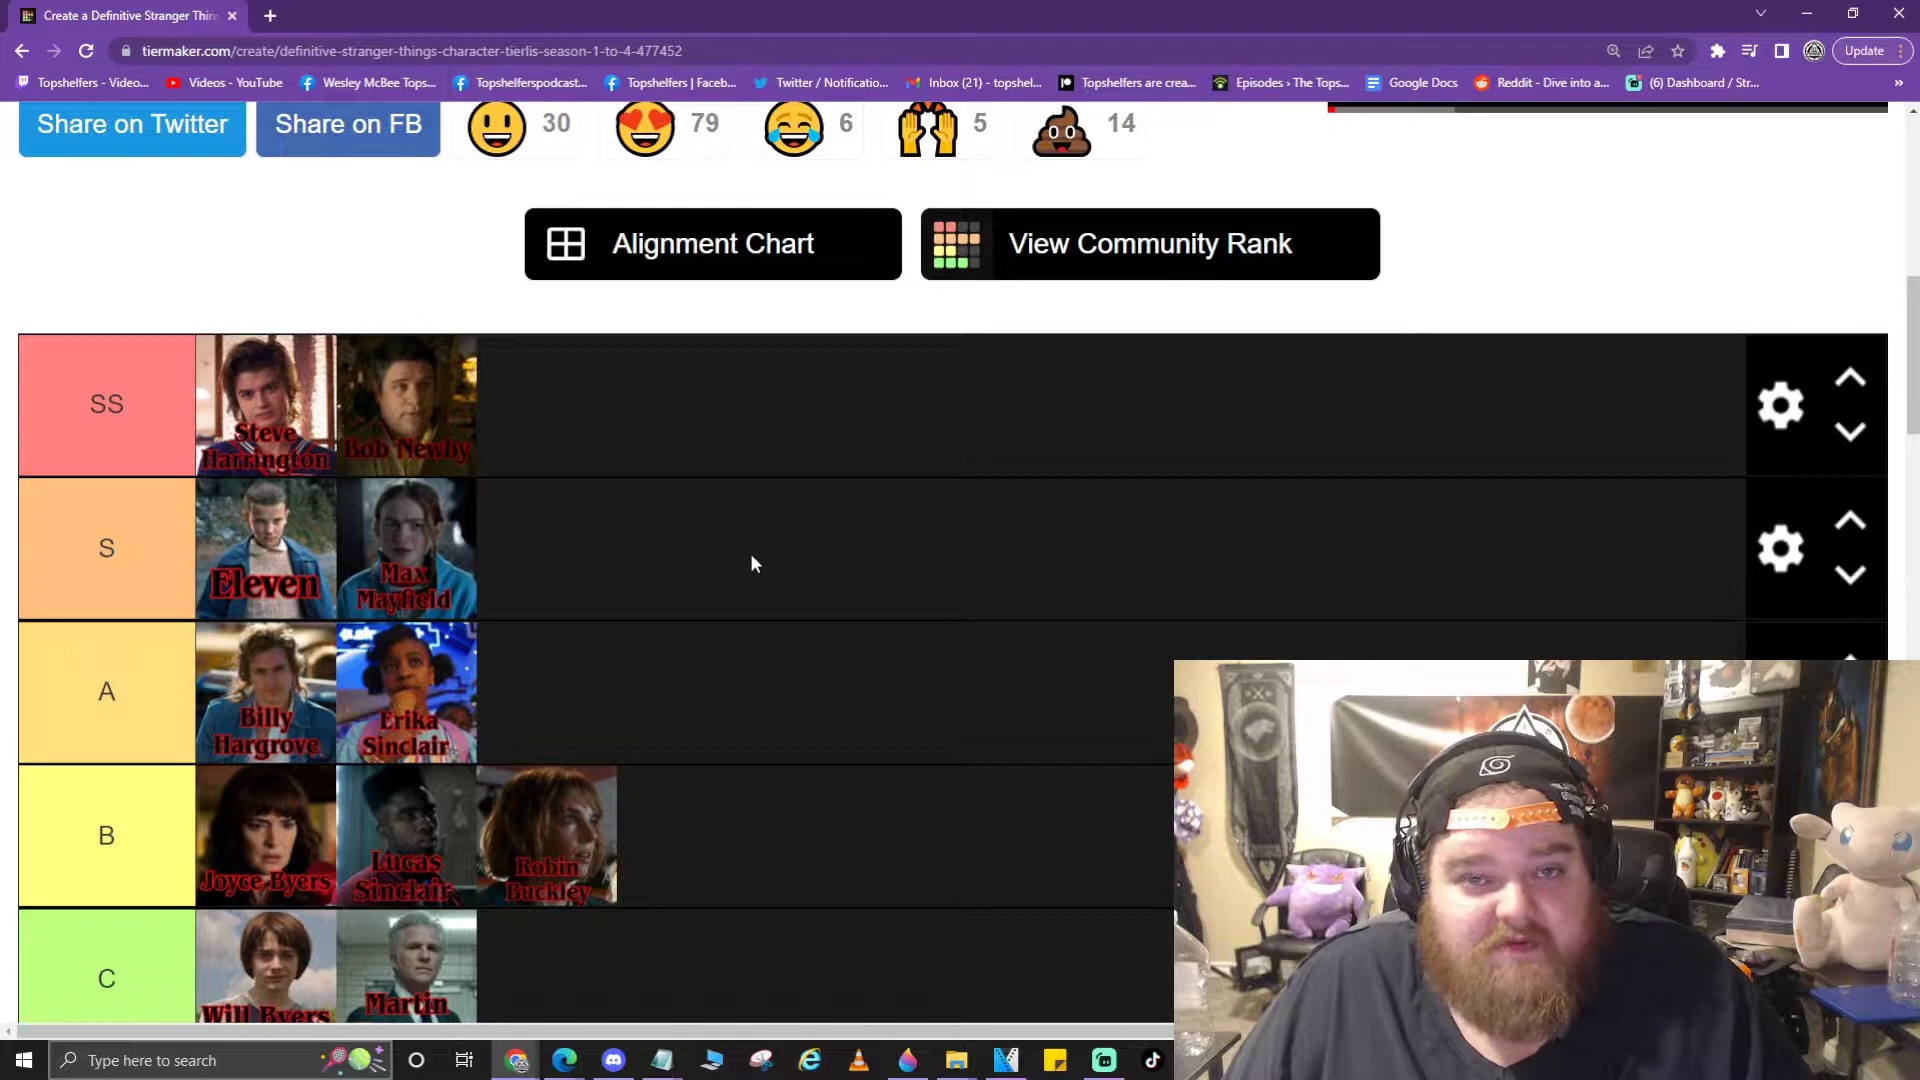 Create a Definitive Stranger Thin
tiermaker.com/create/definitive-stranger-things-character-tierlis-season-1-to-4-477452
Update
Topshelfers - Video...
Videos - YouTube
Wesley McBee Tops...
Topshelferspodcast...
Topshelfers | Faceb...
Twitter / Notificatio...
Inbox (21) - topshel...
Topshelfers are crea...
Episodes › The Tops...
Google Docs
Reddit - Dive into a...
(6) Dashboard / Str...
»
Share on Twitter
Share on FB
30
79
6
5
14
Alignment Chart
View Community Rank
SS
Steve
Harrington
Bob Newby
S
Eleven
Max
Mayfield
A
Billy
Hargrove
Erika
Sinclair
B
Joyce Byers
Lucas
Sinclair
Robin
Buckley
C
Will Byers
Martin
Type here to search